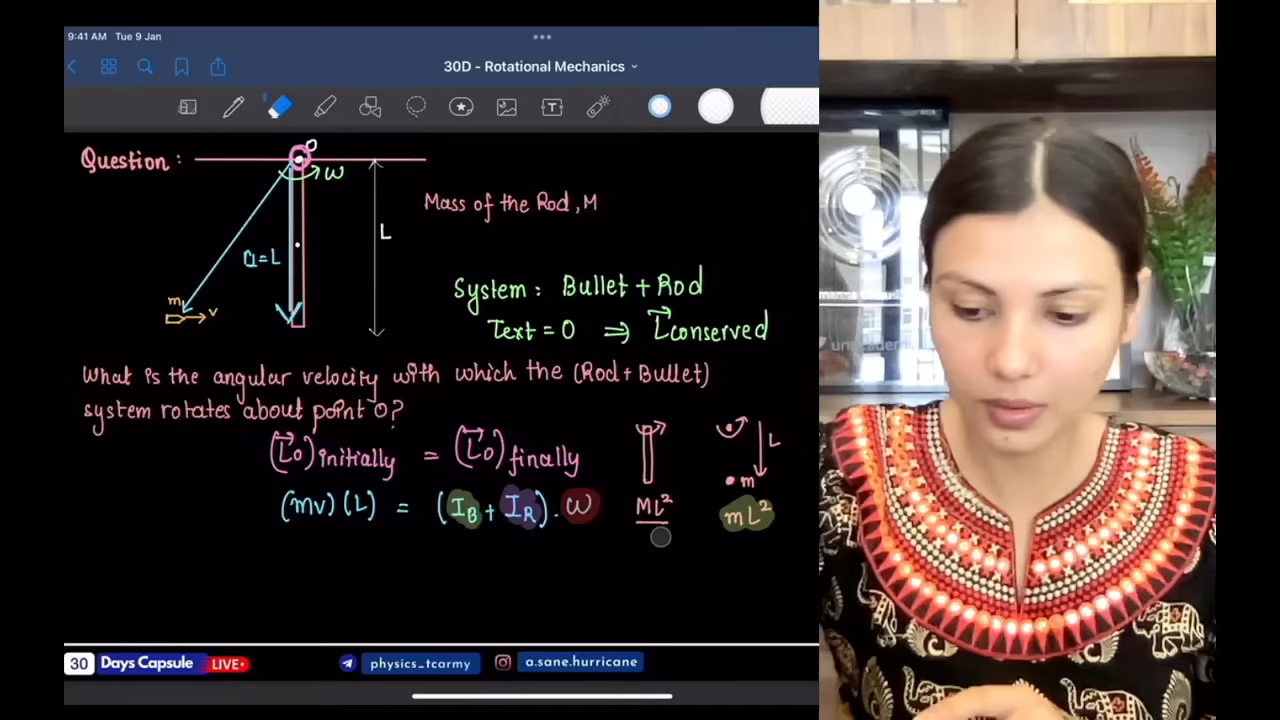 9:41 AM Tue 9 Jan
30D - Rotational Mechanics
Question :
O
ω
Mass of the Rod, M
L
r⊥=L
m
v
System : Bullet + Rod
τext = 0 ⇒ L⃗ conserved
What is the angular velocity with which the (Rod + Bullet)
system rotates about point O?
(L⃗o) initially = (L⃗o) finally
L
m
(mv) (L) = (IB + IR) . ω
ML²
mL²
30 Days Capsule LIVE
physics_tcarmy
a.sane.hurricane